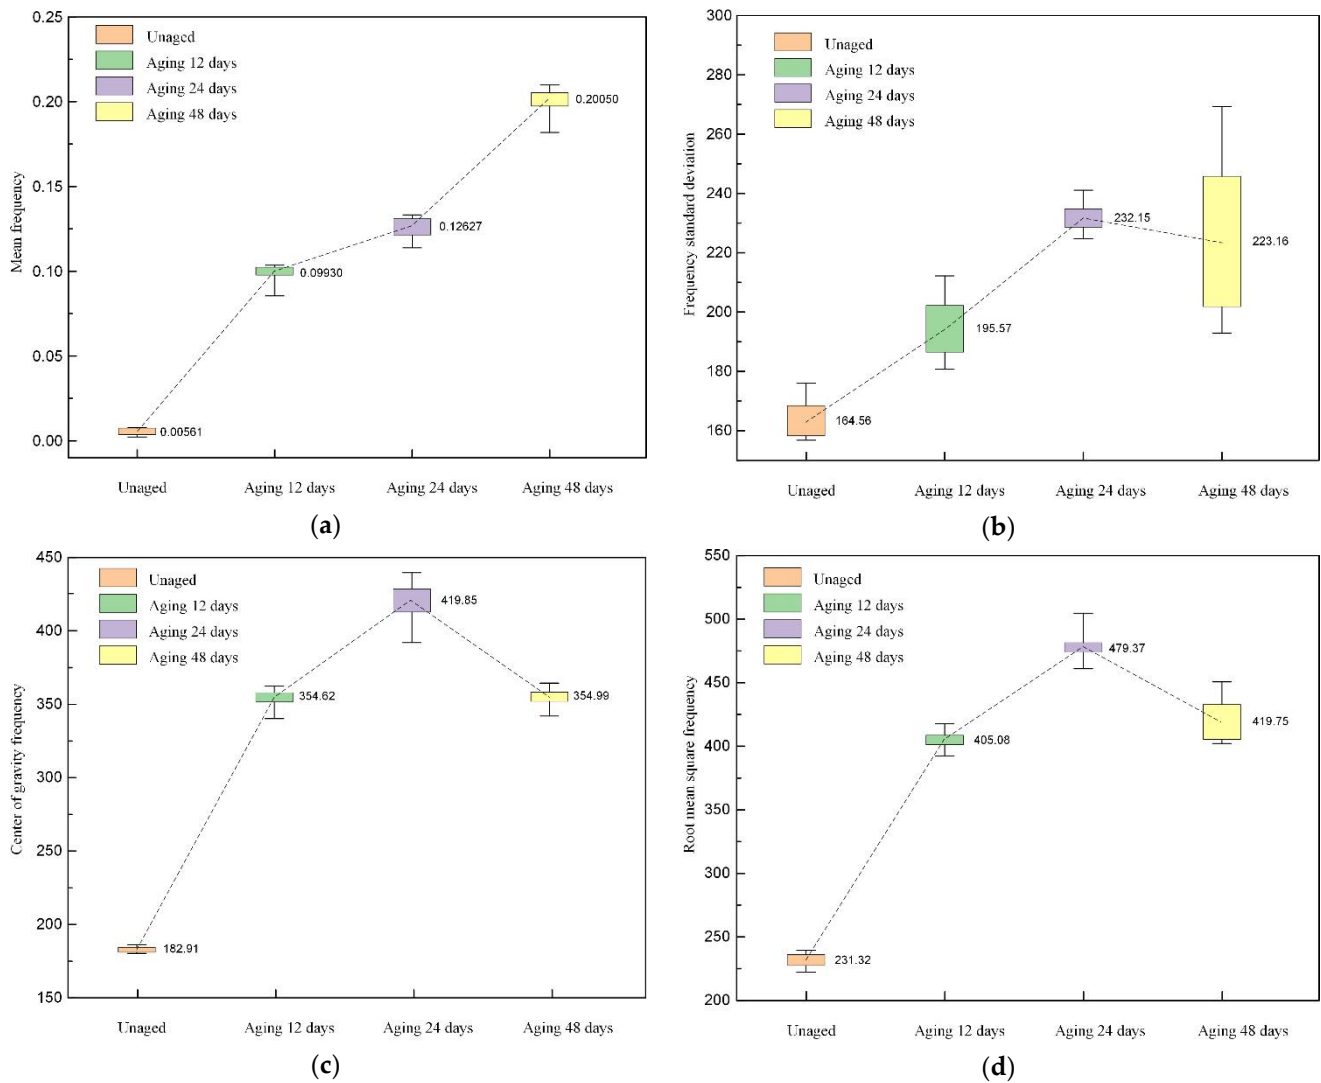 0.25
0.20
0.15
0.10
0.05
0.00
Mean frequency
Unaged
Aging 12 days
Aging 24 days
Aging 48 days
0.00561
0.09930
0.12627
0.20050
Unaged
Aging 12 days
Aging 24 days
Aging 48 days
(a)
300
280
260
240
220
200
180
160
Frequency standard deviation
Unaged
Aging 12 days
Aging 24 days
Aging 48 days
164.56
195.57
232.15
223.16
Unaged
Aging 12 days
Aging 24 days
Aging 48 days
(b)
450
400
350
300
250
200
150
Center of gravity frequency
Unaged
Aging 12 days
Aging 24 days
Aging 48 days
182.91
354.62
419.85
354.99
Unaged
Aging 12 days
Aging 24 days
Aging 48 days
(c)
550
500
450
400
350
300
250
200
Root mean square frequency
Unaged
Aging 12 days
Aging 24 days
Aging 48 days
231.32
405.08
479.37
419.75
Unaged
Aging 12 days
Aging 24 days
Aging 48 days
(d)